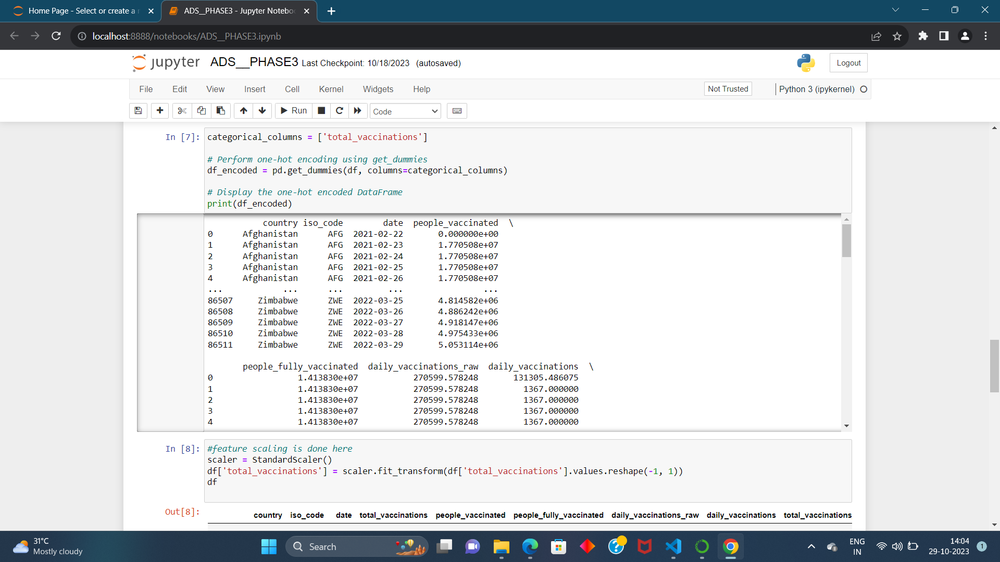 Home Page - Select or create a n
ADS__PHASE3 - Jupyter Notebo
localhost:8888/notebooks/ADS__PHASE3.ipynb
jupyter ADS__PHASE3 Last Checkpoint: 10/18/2023 (autosaved)
Logout
File Edit View Insert Cell Kernel Widgets Help
Not Trusted
Python 3 (ipykernel)
Run
Code
In [7]: categorical_columns = ['total_vaccinations']
# Perform one-hot encoding using get_dummies
df_encoded = pd.get_dummies(df, columns=categorical_columns)
# Display the one-hot encoded DataFrame
print(df_encoded)
country iso_code date people_vaccinated \
0 Afghanistan AFG 2021-02-22 0.000000e+00
1 Afghanistan AFG 2021-02-23 1.770508e+07
2 Afghanistan AFG 2021-02-24 1.770508e+07
3 Afghanistan AFG 2021-02-25 1.770508e+07
4 Afghanistan AFG 2021-02-26 1.770508e+07
... ... ... ... ...
86507 Zimbabwe ZWE 2022-03-25 4.814582e+06
86508 Zimbabwe ZWE 2022-03-26 4.886242e+06
86509 Zimbabwe ZWE 2022-03-27 4.918147e+06
86510 Zimbabwe ZWE 2022-03-28 4.975433e+06
86511 Zimbabwe ZWE 2022-03-29 5.053114e+06
people_fully_vaccinated daily_vaccinations_raw daily_vaccinations \
0 1.413830e+07 270599.578248 131305.486075
1 1.413830e+07 270599.578248 1367.000000
2 1.413830e+07 270599.578248 1367.000000
3 1.413830e+07 270599.578248 1367.000000
4 1.413830e+07 270599.578248 1367.000000
In [8]: #feature scaling is done here
scaler = StandardScaler()
df['total_vaccinations'] = scaler.fit_transform(df['total_vaccinations'].values.reshape(-1, 1))
df
Out[8]:
country iso_code date total_vaccinations people_vaccinated people_fully_vaccinated daily_vaccinations_raw daily_vaccinations total_vaccinations
31°C
Mostly cloudy
Search
ENG
IN
14:04
29-10-2023
1